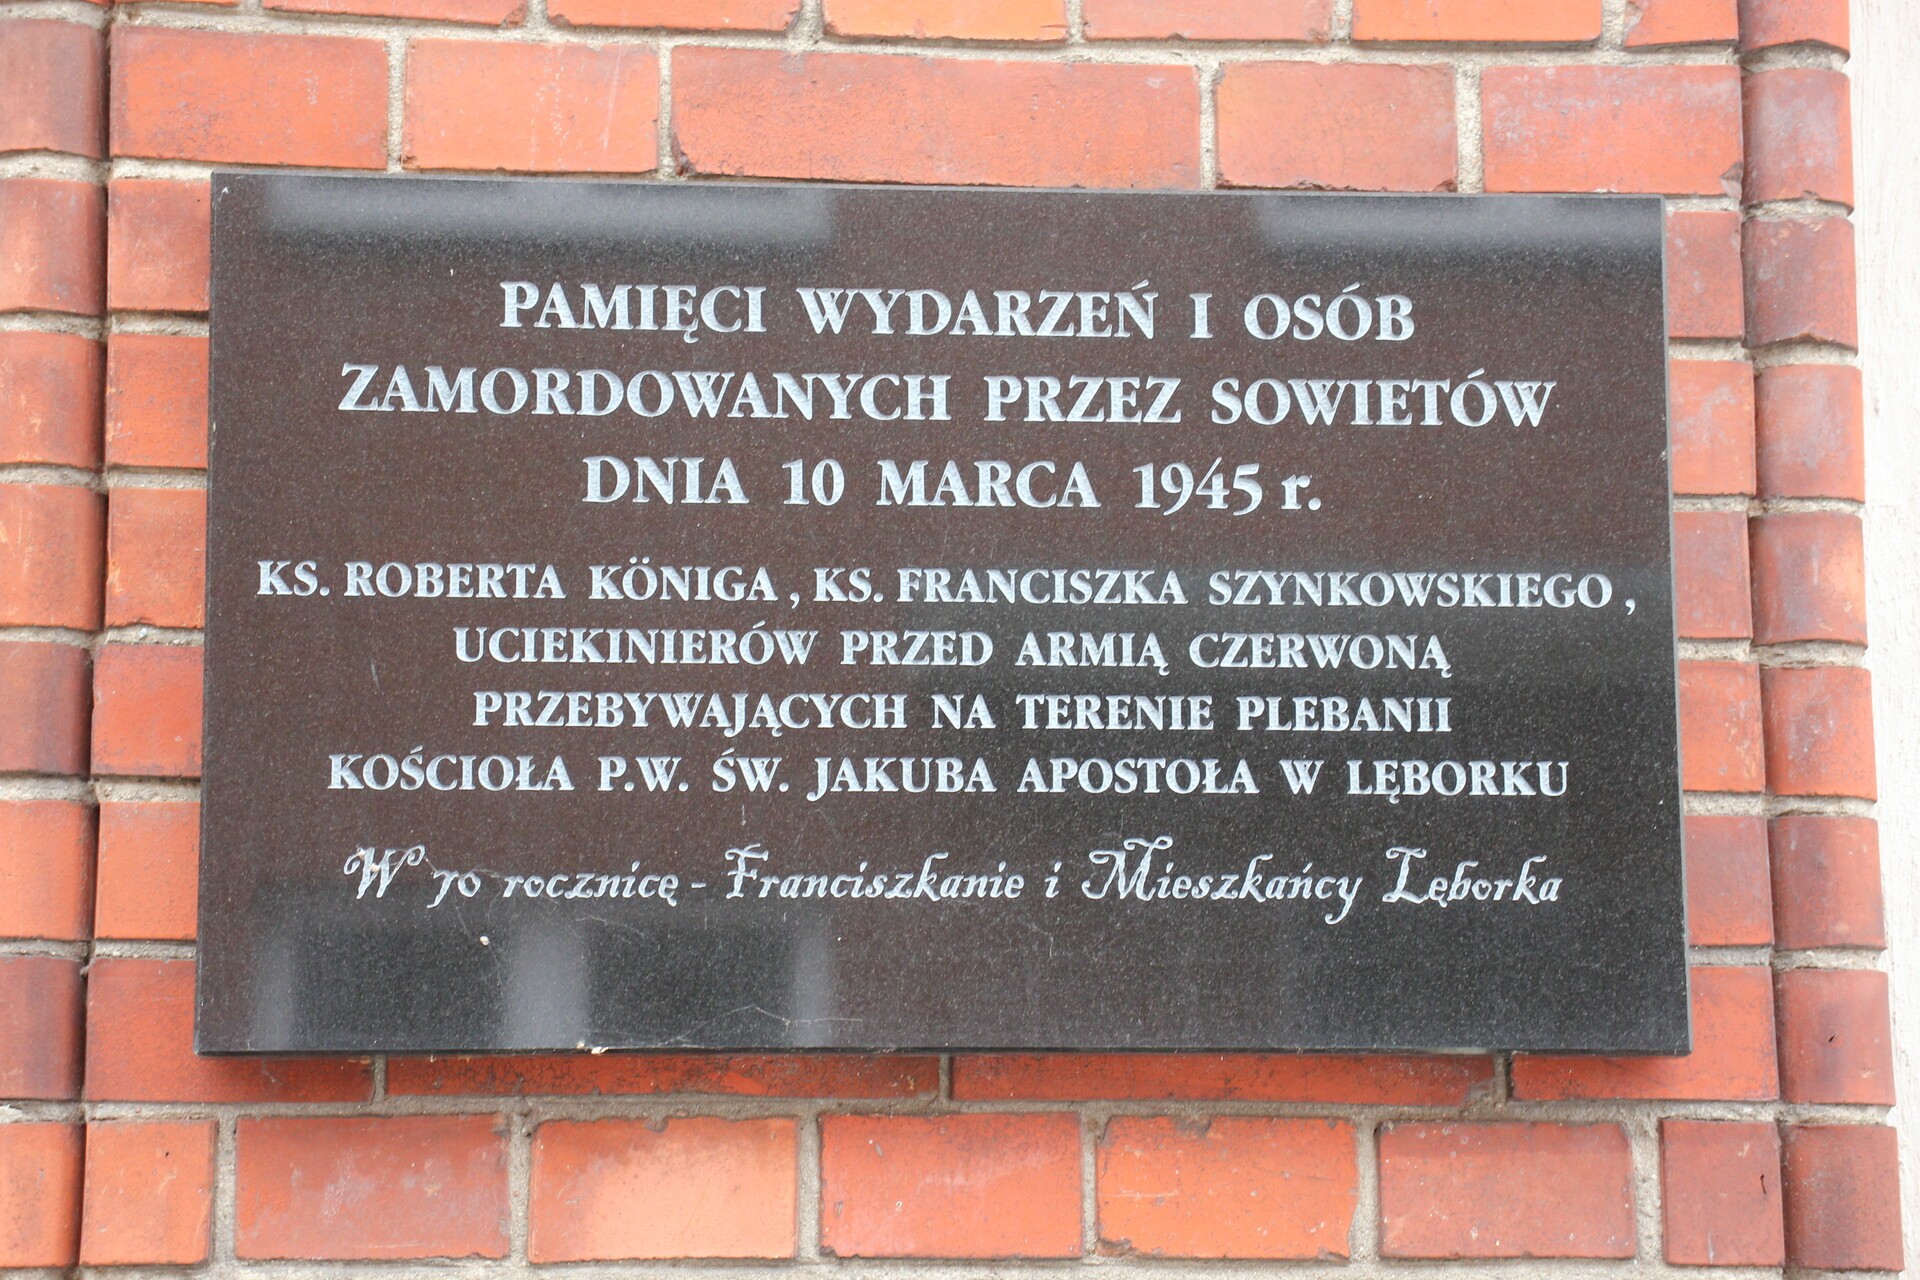 PAMIĘCI WYDARZEŃ I OSÓB
ZAMORDOWANYCH PRZEZ SOWIETÓW
DNIA 10 MARCA 1945 r.
KS. ROBERTA KÖNIGA, KS. FRANCISZKA SZYNKOWSKIEGO,
UCIEKINIERÓW PRZED ARMIĄ CZERWONĄ
PRZEBYWAJĄCYCH NA TERENIE PLEBANII
KOŚCIOŁA P.W. ŚW. JAKUBA APOSTOŁA W LĘBORKU
W 70 rocznicę - Franciszkanie i Mieszkańcy Lęborka